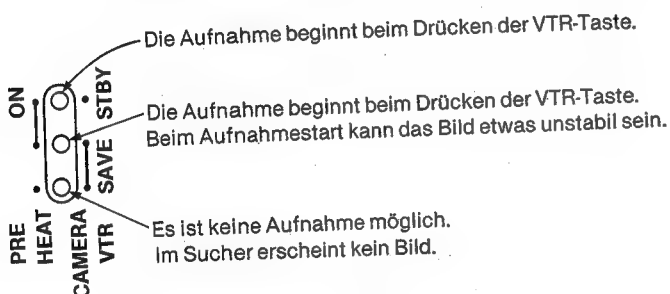 Die Aufnahme beginnt beim Drücken der VTR-Taste.
ON
STBY
Die Aufnahme beginnt beim Drücken der VTR-Taste.
Beim Aufnahmestart kann das Bild etwas unstabil sein.
SAVE
PRE
HEAT
CAMERA
VTR
Es ist keine Aufnahme möglich.
Im Sucher erscheint kein Bild.